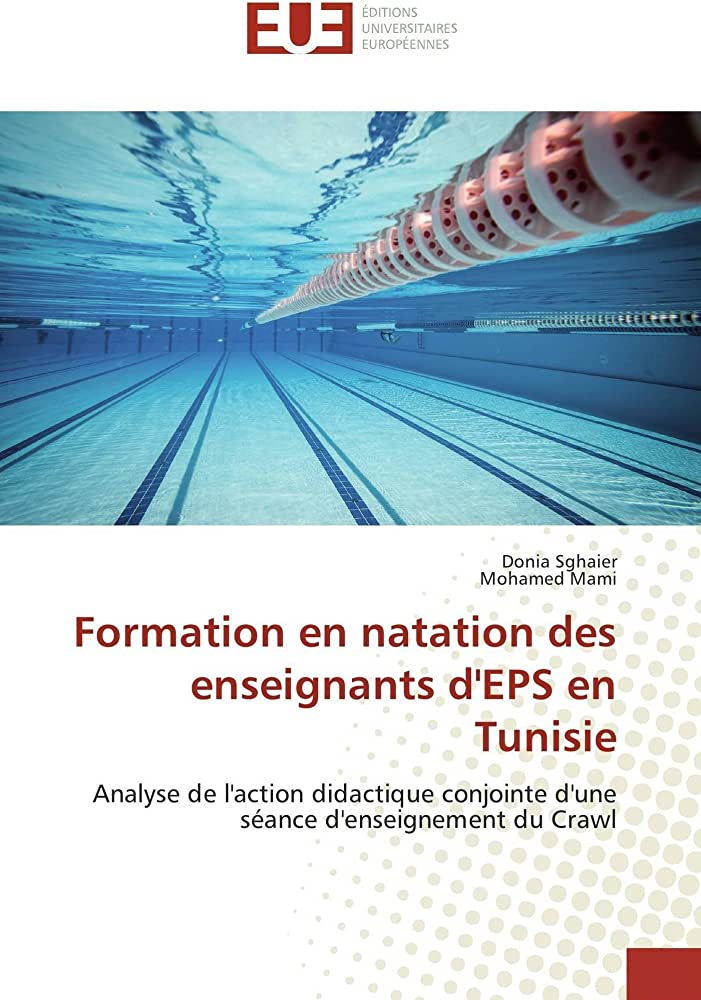 EUE
ÉDITIONS
UNIVERSITAIRES
EUROPÉENNES
Donia Sghaier
Mohamed Mami
Formation en natation des
enseignants d'EPS en
Tunisie
Analyse de l'action didactique conjointe d'une
séance d'enseignement du Crawl